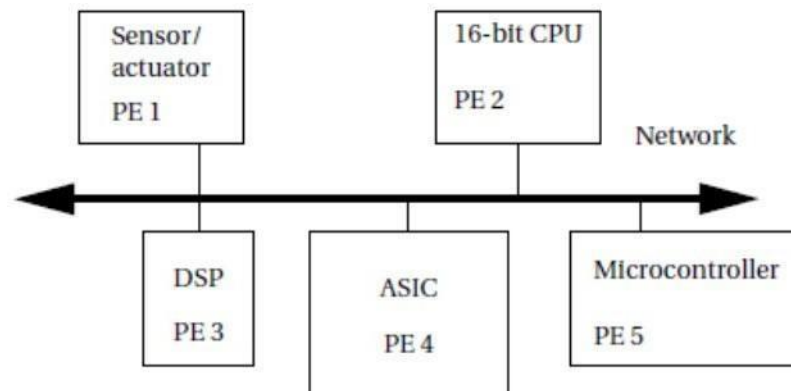 Sensor/
actuator
PE 1
16-bit CPU
PE 2
Network
DSP
PE 3
ASIC
PE 4
Microcontroller
PE 5